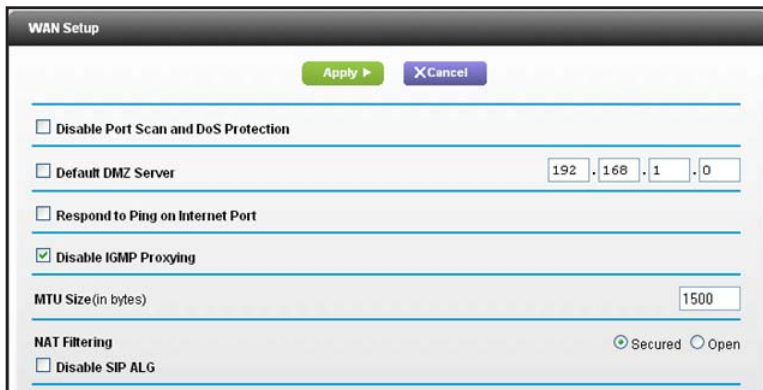 WAN Setup
Apply ► XCancel
Disable Port Scan and DoS Protection
Default DMZ Server 192 . 168 . 1 . 0
Respond to Ping on Internet Port
Disable IGMP Proxying
MTU Size(in bytes) 1500
NAT Filtering Secured Open
Disable SIP ALG